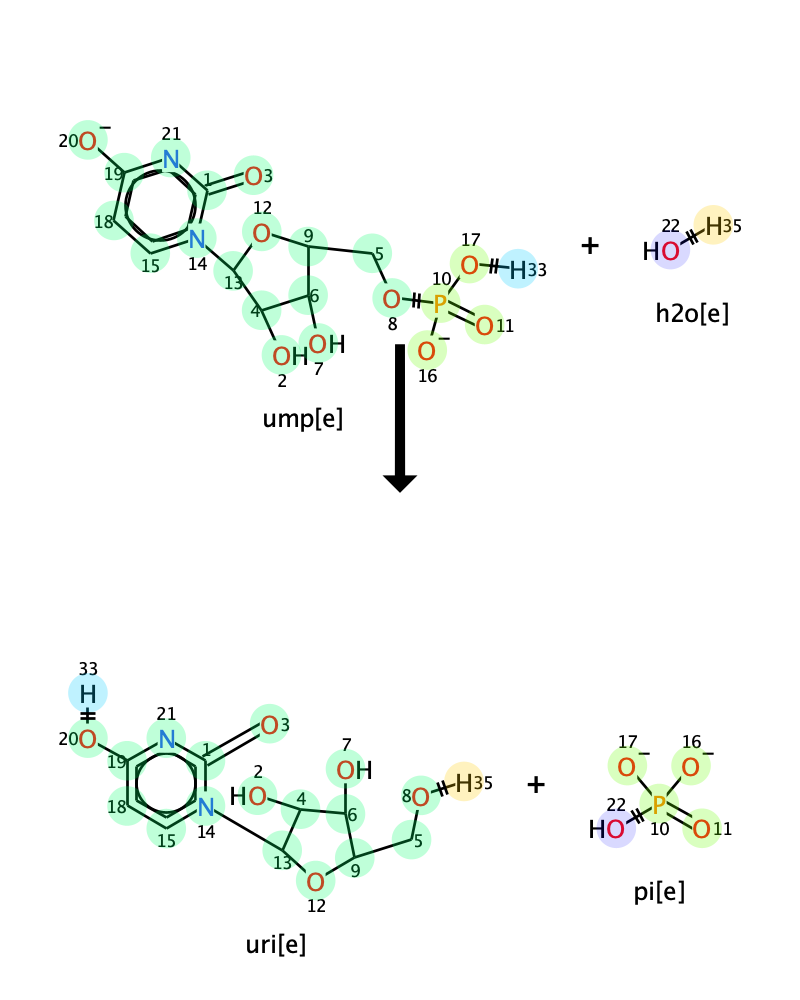 21
20O−
N
19
1
O3
12
18
N
O
9
5
17
22
H35
15
14
O
H33
HO
13
10
4
6
O
P
h2o[e]
8
O11
OH
OH
O−
2
7
16
ump[e]
+
33
H
21
20O
N
O3
7
17
16
19
1
OH
O−
O−
2
8O
H35
+
22
18
HO
4
P
N
6
HO
O11
15
14
10
13
5
O
9
pi[e]
12
uri[e]